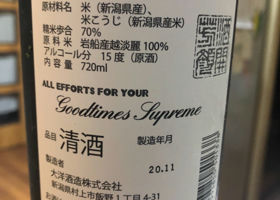 原材料名
米（新潟県産）、
米こうじ（新潟県産米）
精米歩合 70%
原料米 岩船産越淡麗 100%
アルコール分 15度（原酒）
内容量 720ml
ALL EFFORTS FOR YOUR
Goodtimes Supreme
品目 清酒
製造年月
20.11
製造者
大洋酒造株式会社
新潟県村上市飯野1丁目4-31